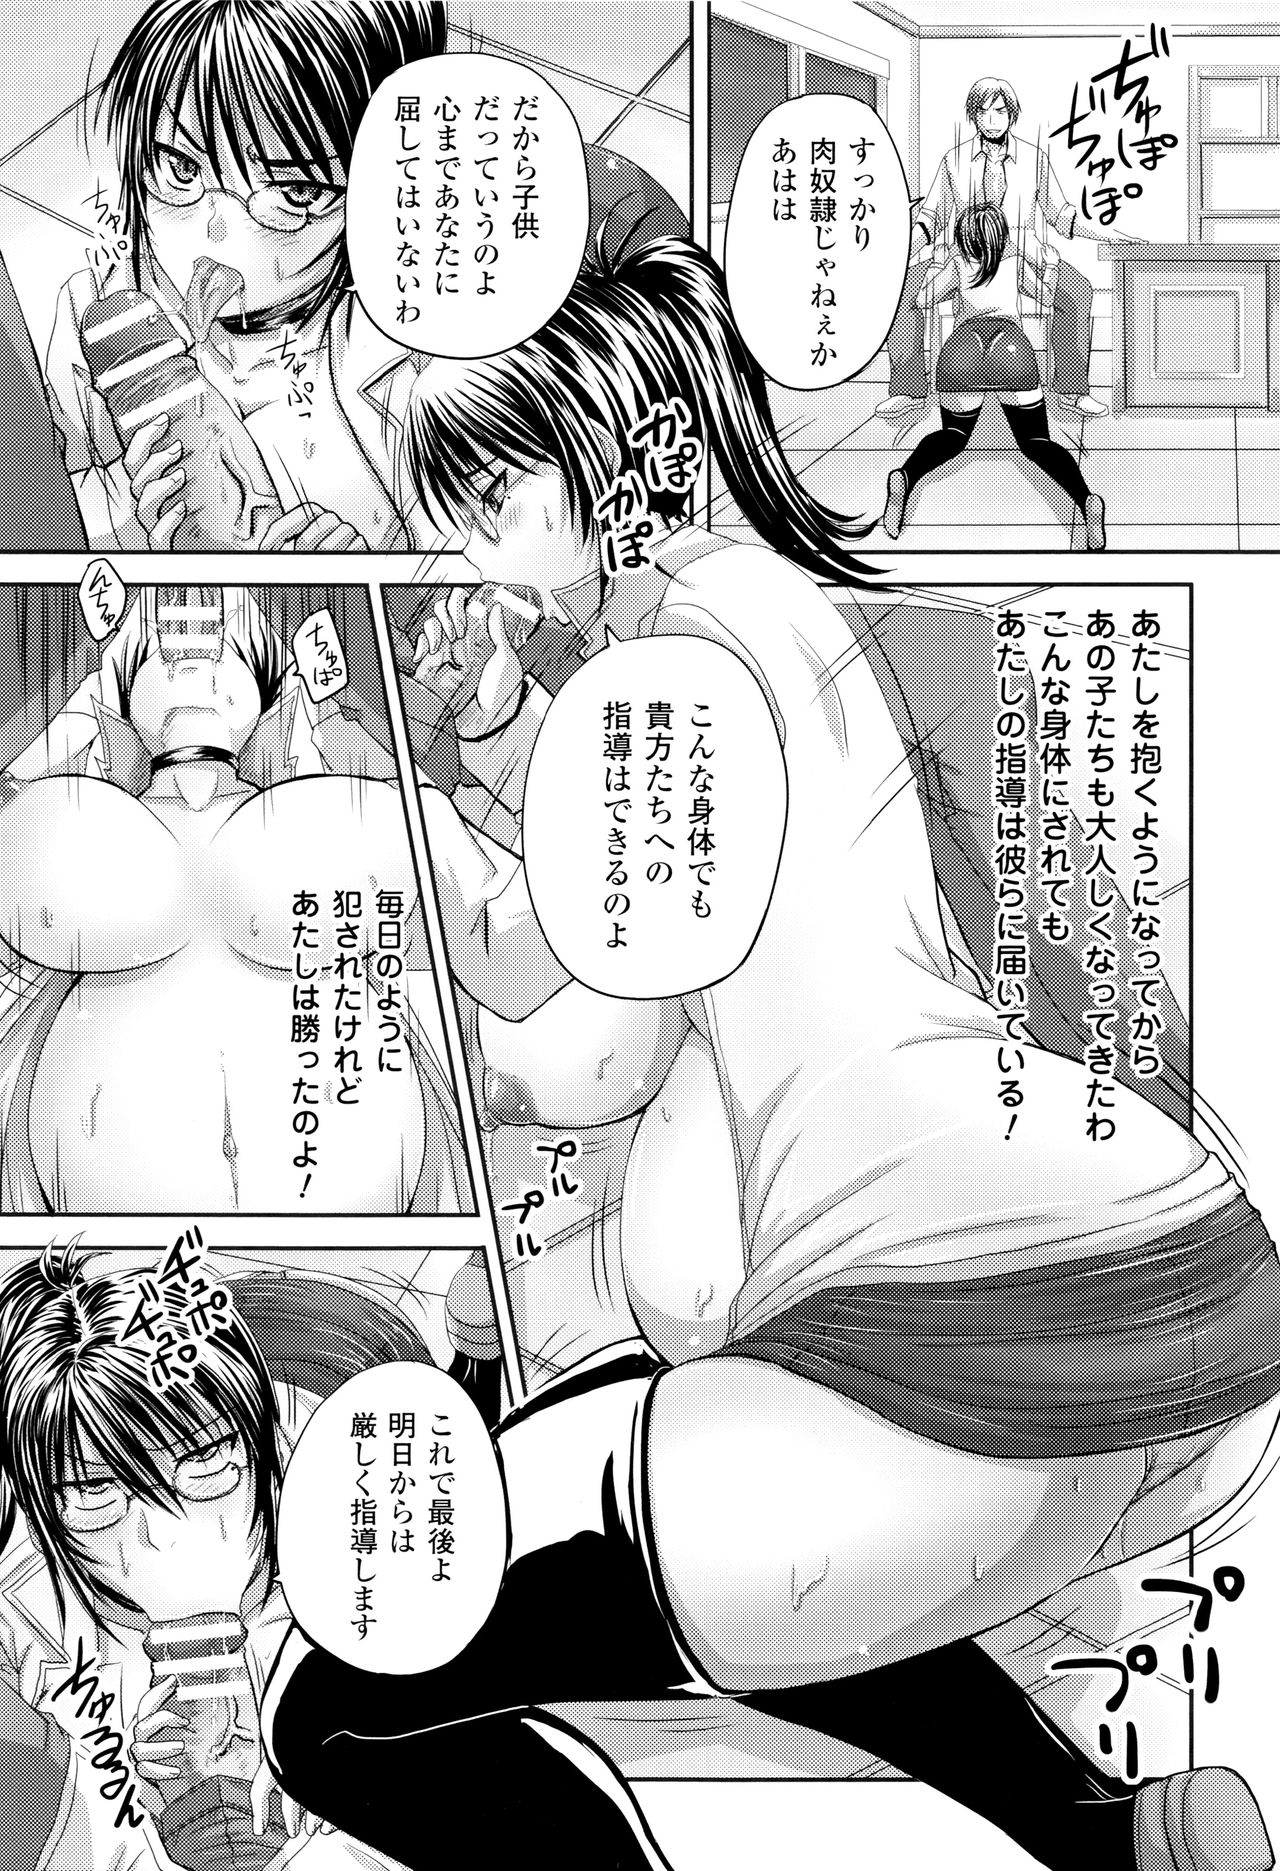 ぢゅぽ
ぢゅぽ
すっかり
肉奴隷じゃねぇか
あはは
だから子供
だっていうのよ
心まであなたに
屈してはいないわ
ちゅぷ
ちゅぷっ
かぽ
かぽ
あたしを抱くようになってから
あの子たちも大人しくなってきたわ
こんな身体にされても
あたしの指導は彼らに届いている!
こんな身体でも
貴方たちへの
指導はできるのよ
プル
プル
んちゅ
ちゅぱ
毎日のように
犯されたけれど
あたしは勝ったのよ!
ヂュポ
ヂュポ
これで最後よ
明日からは
厳しく指導します
ちゅるるん
プリ
プリ